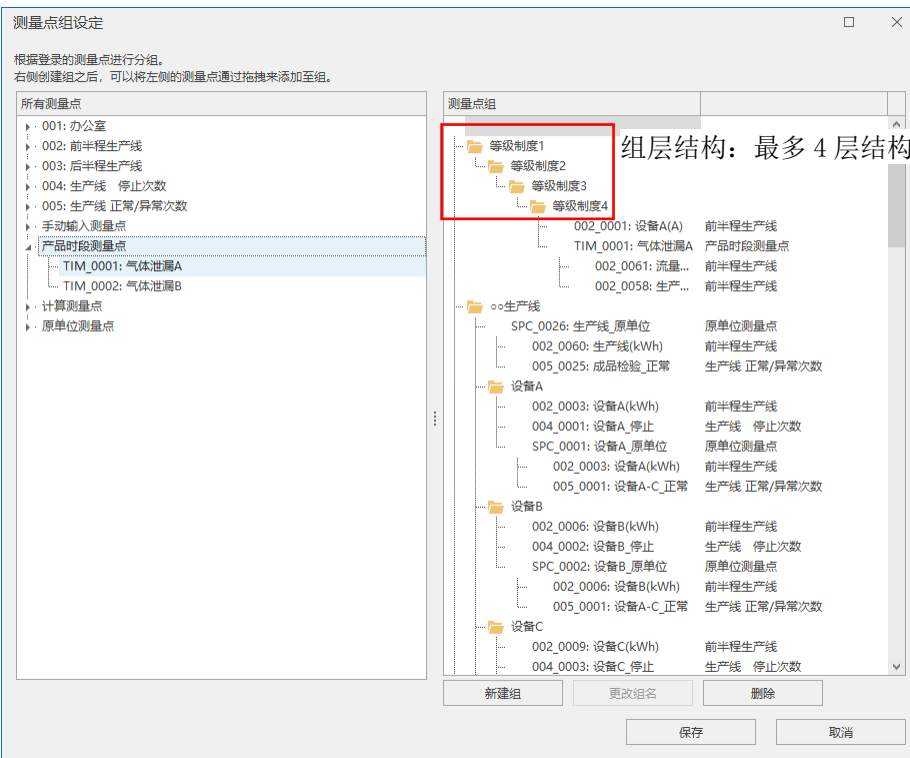 测量点组设定
根据登录的测量点进行分组。
右侧创建组之后，可以将左侧的测量点通过拖拽来添加至组。
所有测量点
001: 办公室
002: 前半程生产线
003: 后半程生产线
004: 生产线　停止次数
005: 生产线 正常/异常次数
手动输入测量点
产品时段测量点
TIM_0001: 气体泄漏A
TIM_0002: 气体泄漏B
计算测量点
原单位测量点
测量点组
等级制度1
组层结构：最多4层结构
等级制度2
等级制度3
等级制度4
002_0001: 设备A(A) 前半程生产线
TIM_0001: 气体泄漏A 产品时段测量点
002_0061: 流量... 前半程生产线
002_0058: 生产... 前半程生产线
○○生产线
SPC_0026: 生产线_原单位 原单位测量点
002_0060: 生产线(kWh) 前半程生产线
005_0025: 成品检验_正常 生产线 正常/异常次数
设备A
002_0003: 设备A(kWh) 前半程生产线
004_0001: 设备A_停止 生产线　停止次数
SPC_0001: 设备A_原单位 原单位测量点
002_0003: 设备A(kWh) 前半程生产线
005_0001: 设备A-C_正常 生产线 正常/异常次数
设备B
002_0006: 设备B(kWh) 前半程生产线
004_0002: 设备B_停止 生产线　停止次数
SPC_0002: 设备B_原单位 原单位测量点
002_0006: 设备B(kWh) 前半程生产线
005_0001: 设备A-C_正常 生产线 正常/异常次数
设备C
002_0009: 设备C(kWh) 前半程生产线
004_0003: 设备C_停止 生产线　停止次数
新建组 更改组名 删除
保存 取消